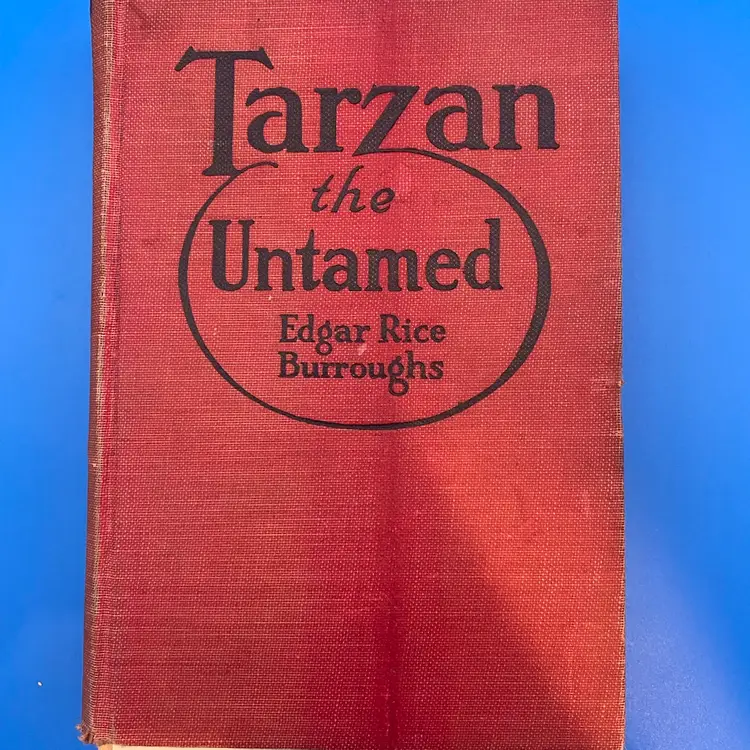 Tarzan
the
Untamed
Edgar Rice
Burroughs